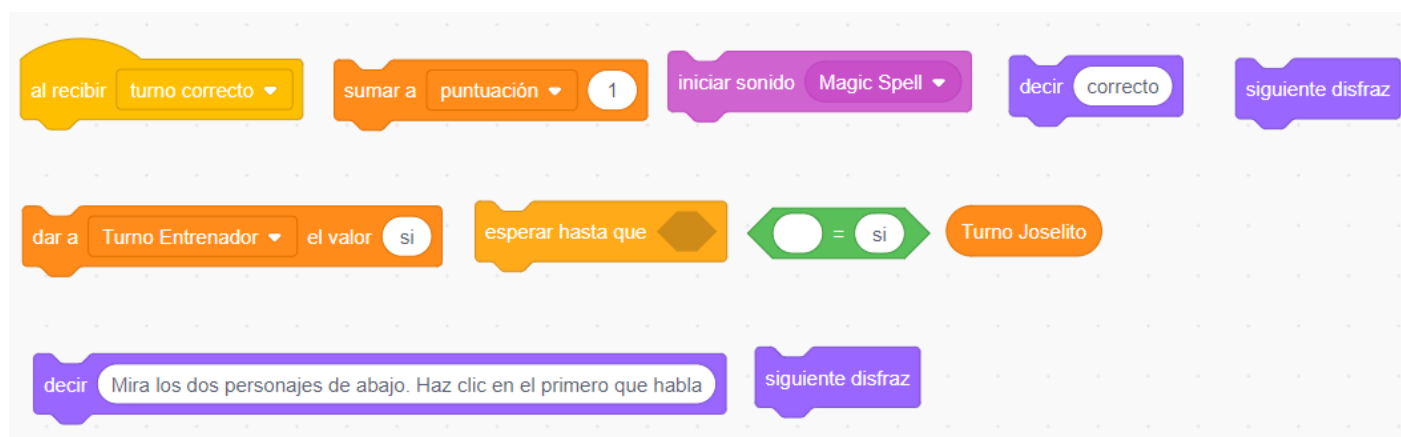 al recibir turno correcto sumar a puntuación 1 iniciar sonido Magic Spell decir correcto siguiente disfraz
dar a Turno Entrenador el valor si esperar hasta que = si Turno Joselito
decir Mira los dos personajes de abajo. Haz clic en el primero que habla siguiente disfraz